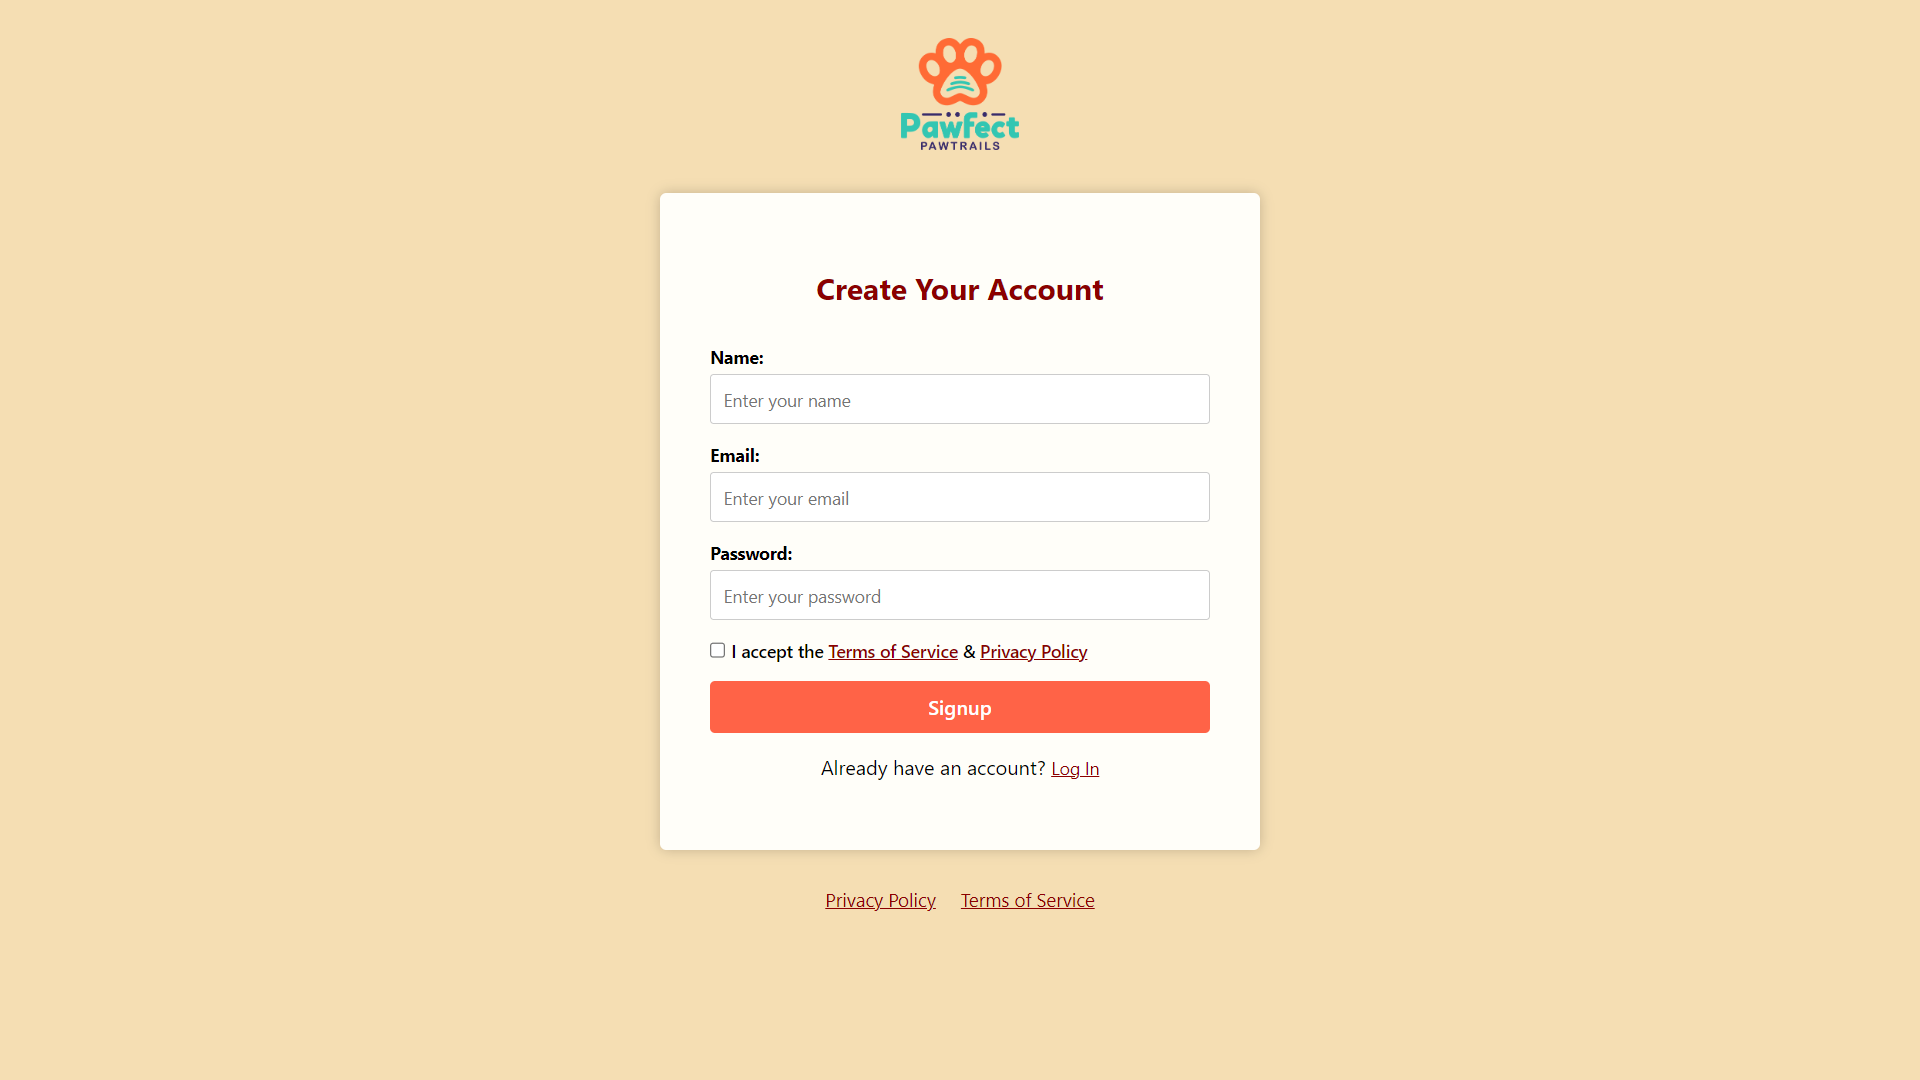 Pawfect
PAWTRAILS
Create Your Account
Name:
Enter your name
Email:
Enter your email
Password:
Enter your password
I accept the Terms of Service & Privacy Policy
Signup
Already have an account? Log In
Privacy Policy Terms of Service